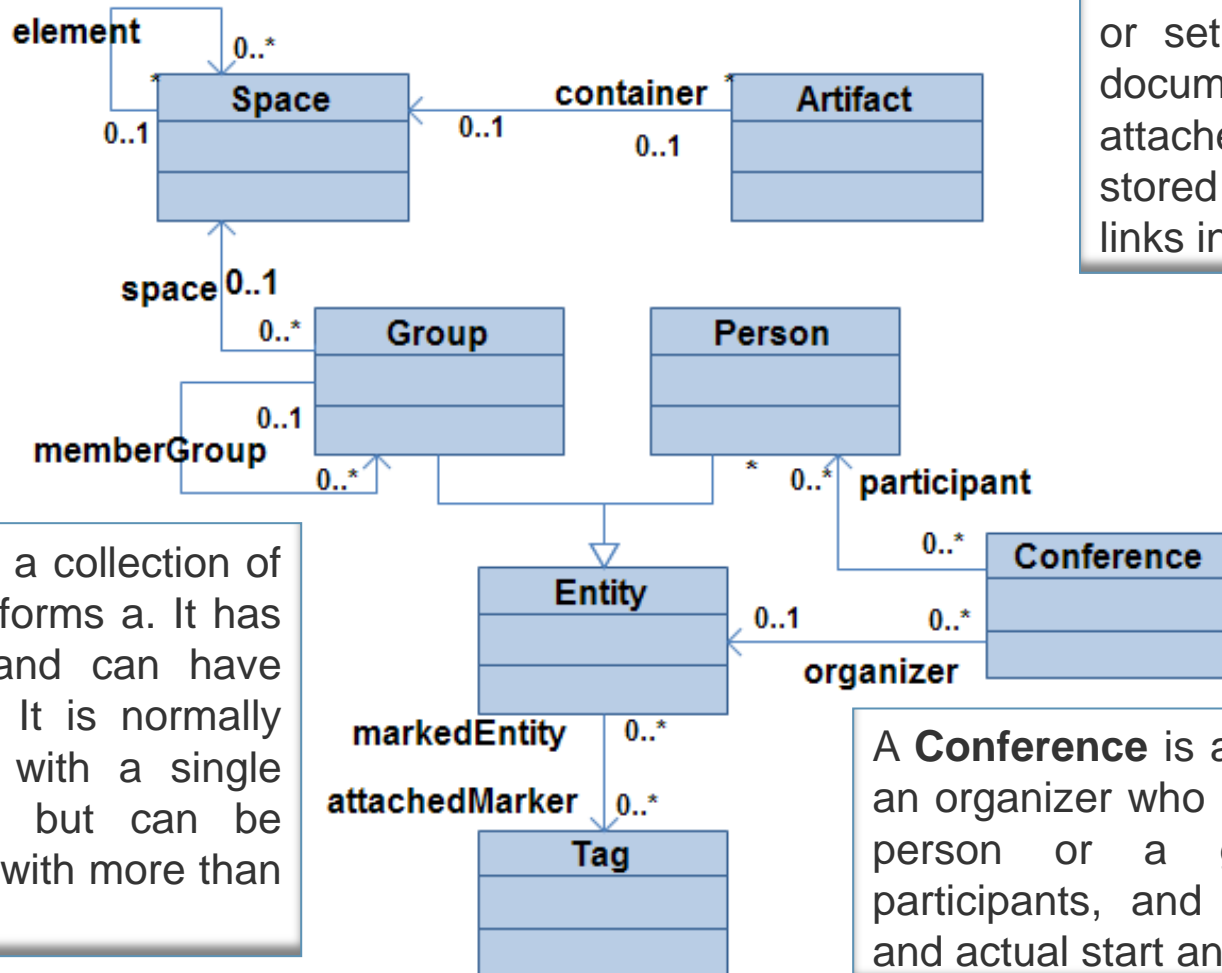 element
0..*
*
Space
0..1
container
*
Artifact
0..1
0..1
or set
docum
attache
stored
links in
space
0..1
0..*
Group
Person
0..1
memberGroup
0..*
*
0..*
participant
a collection of
forms a. It has
and can have
It is normally
with a single
but can be
with more than
0..*
Conference
Entity
0..1
0..*
organizer
markedEntity
0..*
attachedMarker
0..*
Tag
A Conference is a
an organizer who
person or a
participants, and
and actual start an